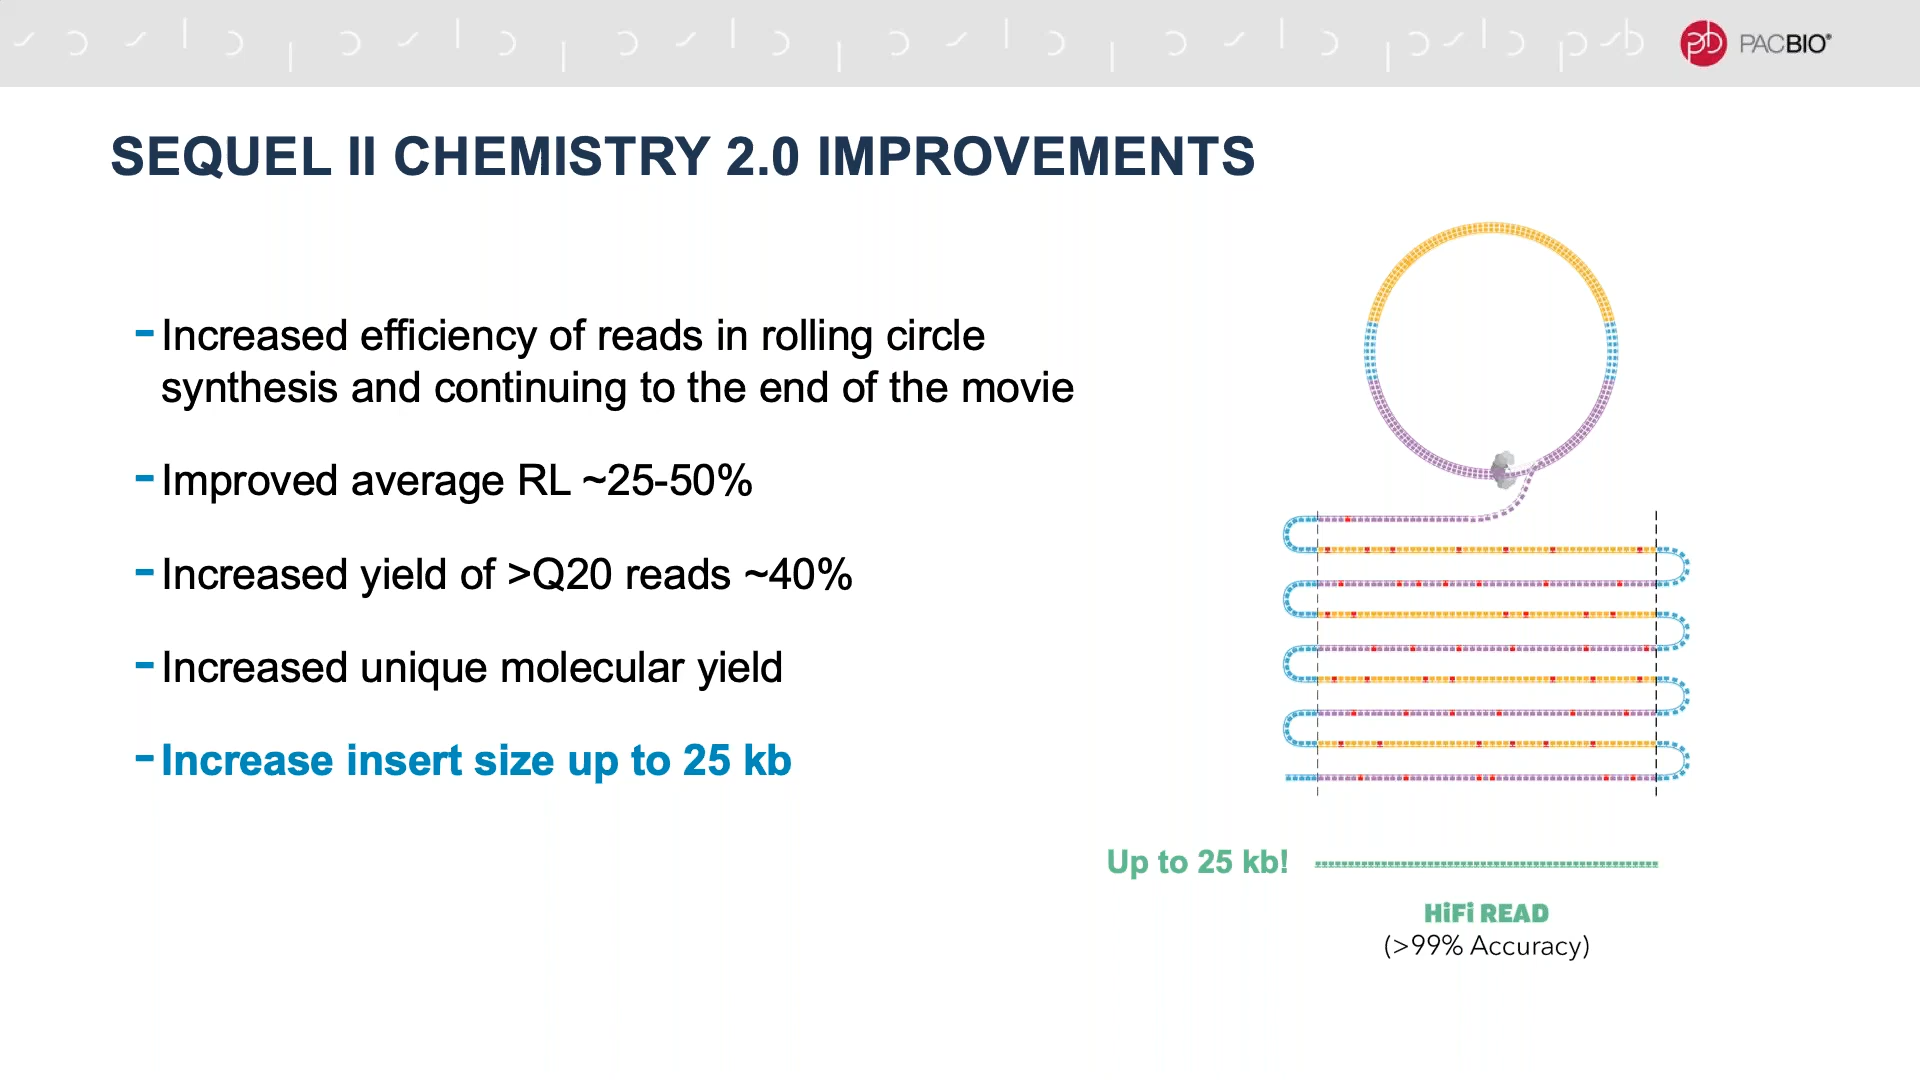 PACBIO®
SEQUEL II CHEMISTRY 2.0 IMPROVEMENTS
-Increased efficiency of reads in rolling circle
synthesis and continuing to the end of the movie
-Improved average RL ~25-50%
-Increased yield of >Q20 reads ~40%
-Increased unique molecular yield
-Increase insert size up to 25 kb
Up to 25 kb!
HiFi READ
(>99% Accuracy)